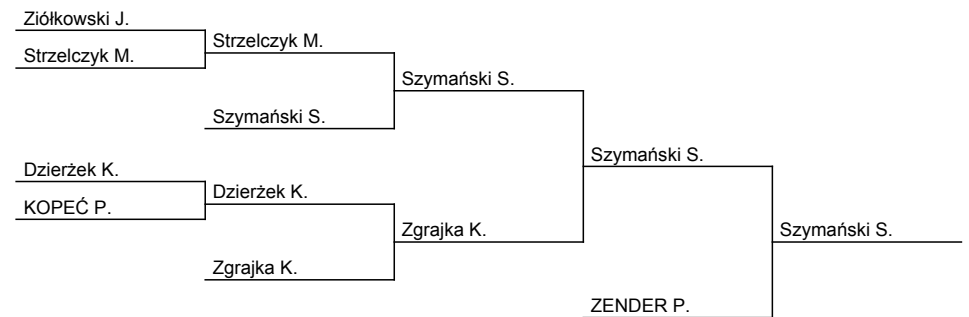 Ziółkowski J.
Strzelczyk M.
Strzelczyk M.
Szymański S.
Szymański S.
Szymański S.
Dzierżek K.
Dzierżek K.
KOPEĆ P.
Zgrajka K.
Szymański S.
Zgrajka K.
ZENDER P.